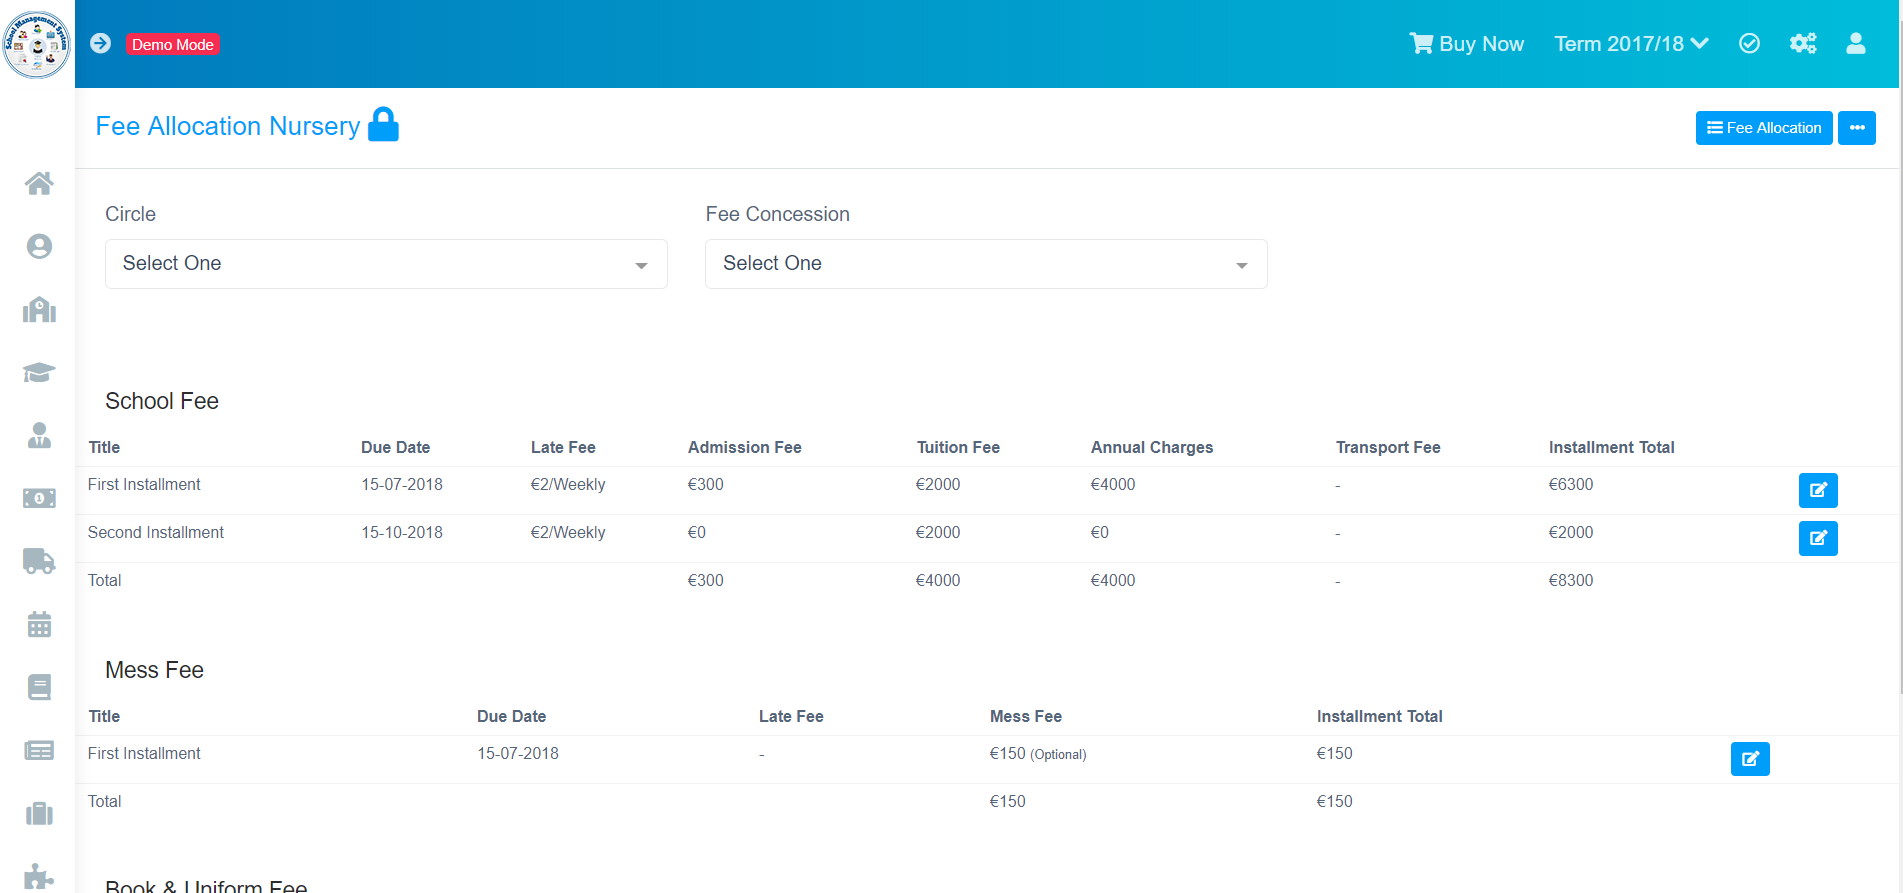 School Management System
Demo Mode
Buy Now
Term 2017/18
Fee Allocation Nursery
Fee Allocation
Circle
Fee Concession
Select One
Select One
School Fee
Title Due Date Late Fee Admission Fee Tuition Fee Annual Charges Transport Fee Installment Total
First Installment 15-07-2018 €2/Weekly €300 €2000 €4000 - €6300
Second Installment 15-10-2018 €2/Weekly €0 €2000 €0 - €2000
Total €300 €4000 €4000 - €8300
Mess Fee
Title Due Date Late Fee Mess Fee Installment Total
First Installment 15-07-2018 - €150 (Optional) €150
Total €150 €150
Book & Uniform Fee